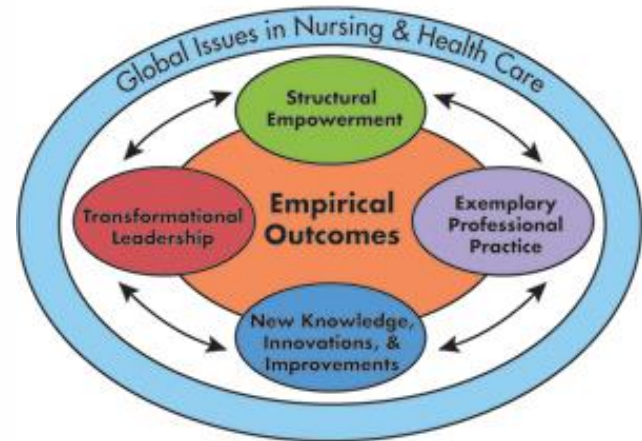 Global Issues in Nursing & Health Care
Structural
Empowerment
Transformational
Leadership
Empirical
Outcomes
Exemplary
Professional
Practice
New Knowledge,
Innovations, &
Improvements